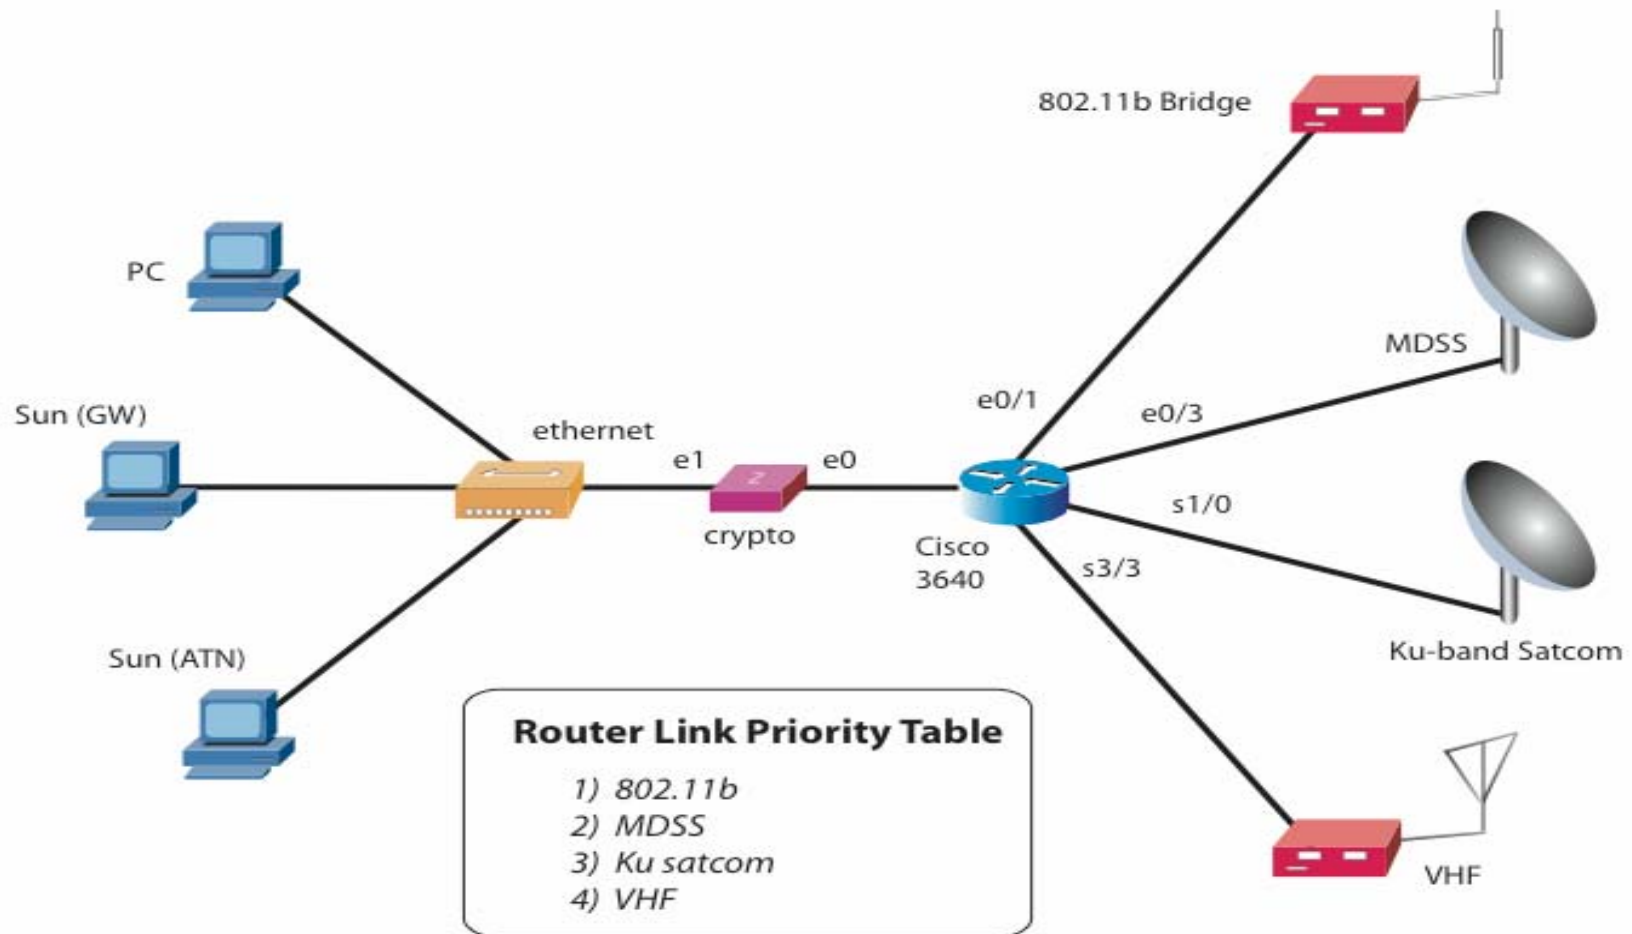 802.11b Bridge
PC
MDSS
Sun (GW)
e0/1
e0/3
ethernet
e1
e0
s1/0
crypto
Cisco
3640
s3/3
Ku-band Satcom
Sun (ATN)
Router Link Priority Table
1) 802.11b
2) MDSS
3) Ku satcom
4) VHF
VHF